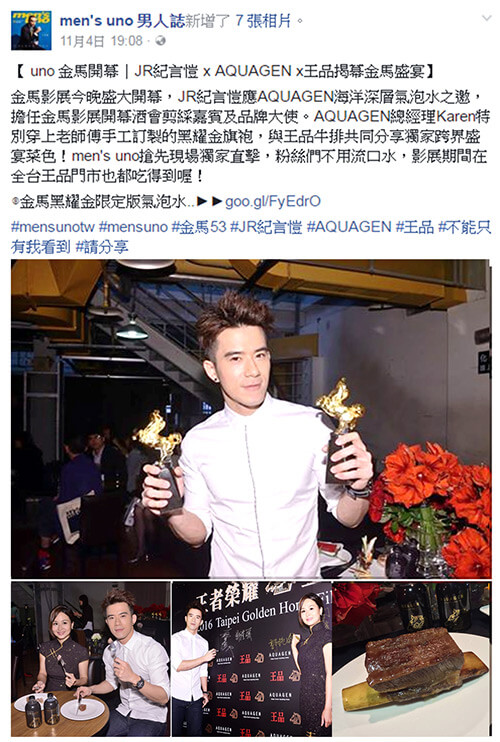 men's uno 男人誌新增了 7 張相片。
11月4日 19:08
【 uno 金馬開幕｜JR紀言愷 x AQUAGEN x王品揭幕金馬盛宴】
金馬影展今晚盛大開幕，JR紀言愷應AQUAGEN海洋深層氣泡水之邀，
擔任金馬影展開幕酒會剪綵嘉賓及品牌大使。AQUAGEN總經理Karen特
別穿上老師傅手工訂製的黑耀金旗袍，與王品牛排共同分享獨家跨界盛
宴菜色！men's uno搶先現場獨家直擊，粉絲們不用流口水，影展期間在
全台王品門市也都吃得到喔！
金馬黑耀金限定版氣泡水..►►goo.gl/FyEdrO
#mensunotw #mensuno #金馬53 #JR紀言愷 #AQUAGEN #王品 #不能只
有我看到 #請分享
王者榮耀
2016 Taipei Golden Horse Fil
AQUAGEN
王品
AQUAGEN
王品
AQUAGEN